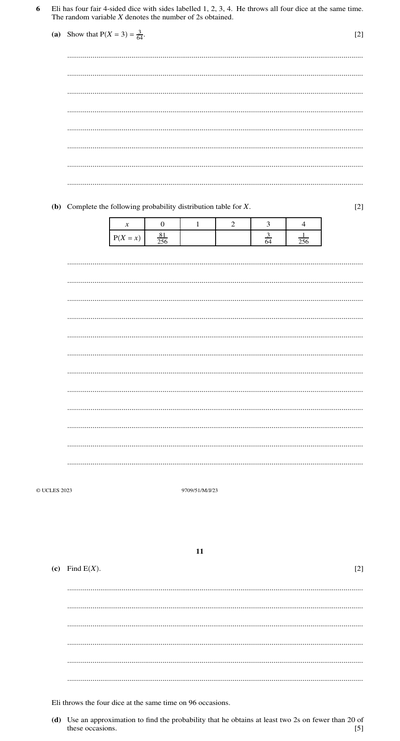 6 Eli has four fair 4-sided dice with sides labelled 1, 2, 3, 4. He throws all four dice at the same time.
The random variable X denotes the number of 2s obtained.
(a) Show that P(X = 3) = 3/64. [2]
(b) Complete the following probability distribution table for X. [2]
x 0 1 2 3 4
P(X = x) 81/256 3/64 1/256
© UCLES 2023 9709/51/M/J/23
11
(c) Find E(X). [2]
Eli throws the four dice at the same time on 96 occasions.
(d) Use an approximation to find the probability that he obtains at least two 2s on fewer than 20 of
these occasions. [5]